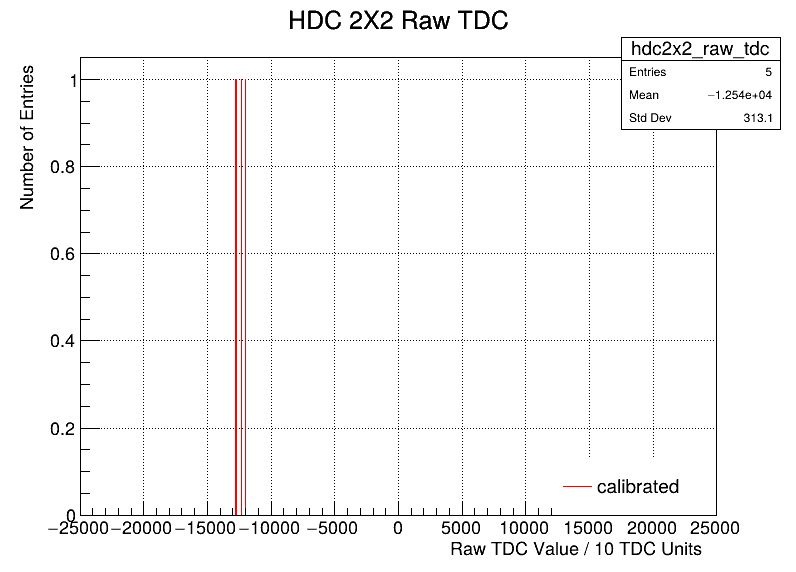 HDC 2X2 Raw TDC
hdc2x2_raw_tdc
Entries 5
Mean −1.254e+04
Std Dev 313.1
Number of Entries
1
0.8
0.6
0.4
0.2
0
calibrated
−25000 −20000 −15000 −10000 −5000 0 5000 10000 15000 20000 25000
Raw TDC Value / 10 TDC Units